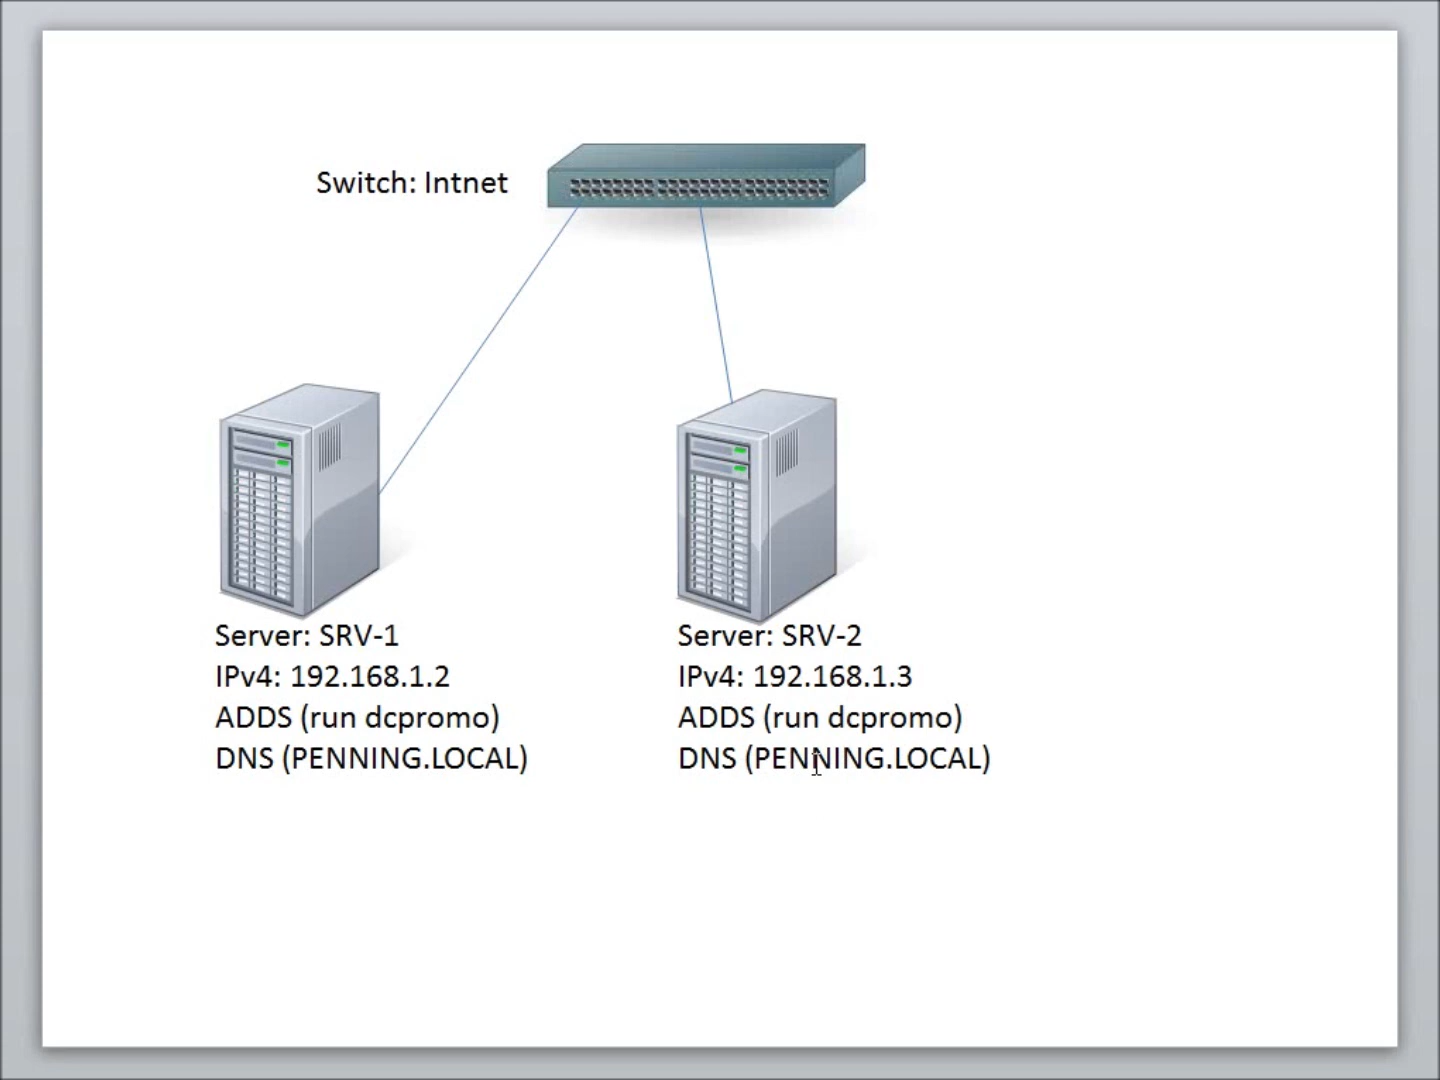 Switch: Intnet
Server: SRV-1
IPv4: 192.168.1.2
ADDS (run dcpromo)
DNS (PENNING.LOCAL)
Server: SRV-2
IPv4: 192.168.1.3
ADDS (run dcpromo)
DNS (PENNING.LOCAL)